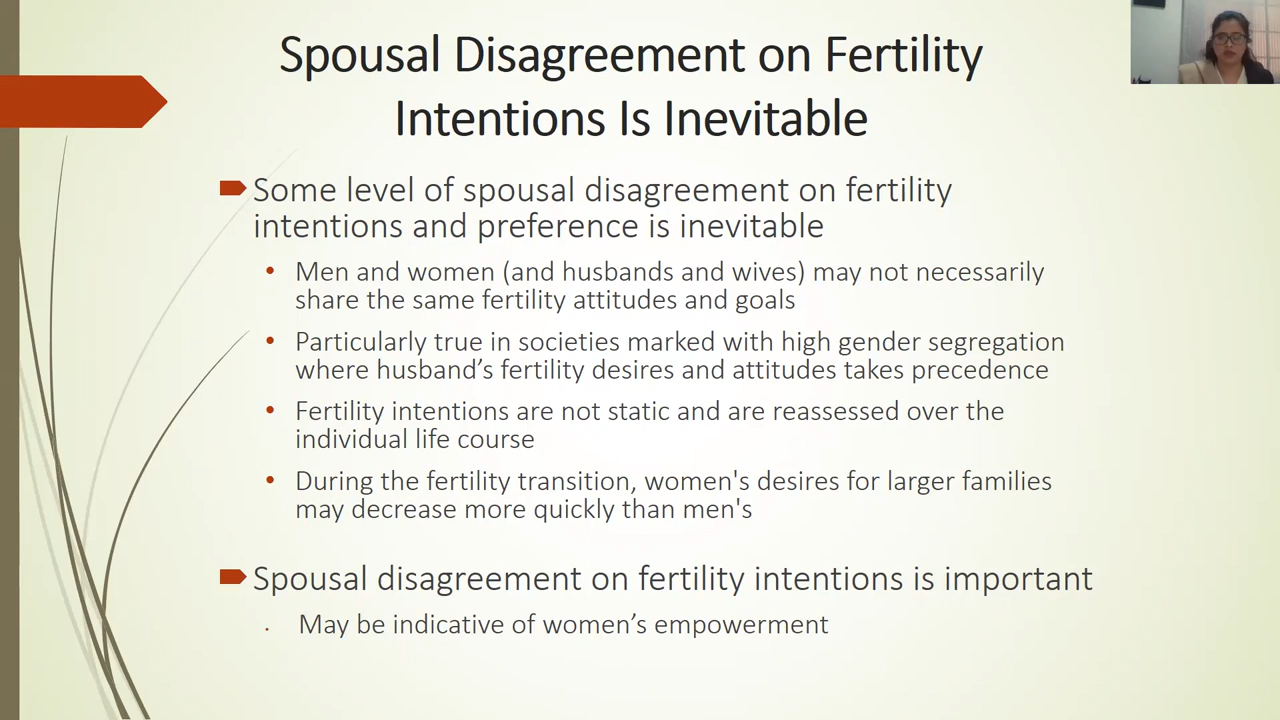 Spousal Disagreement on Fertility
Intentions Is Inevitable
Some level of spousal disagreement on fertility
intentions and preference is inevitable
• Men and women (and husbands and wives) may not necessarily
share the same fertility attitudes and goals
• Particularly true in societies marked with high gender segregation
where husband’s fertility desires and attitudes takes precedence
• Fertility intentions are not static and are reassessed over the
individual life course
• During the fertility transition, women's desires for larger families
may decrease more quickly than men's
Spousal disagreement on fertility intentions is important
• May be indicative of women’s empowerment